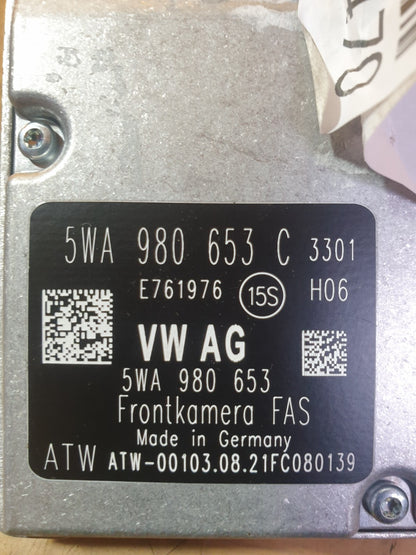 5WA 980 653 C 3301
E761976 15S H06
VW AG
5WA 980 653
Frontkamera FAS
Made in Germany
ATW ATW-00103.08.21FC080139